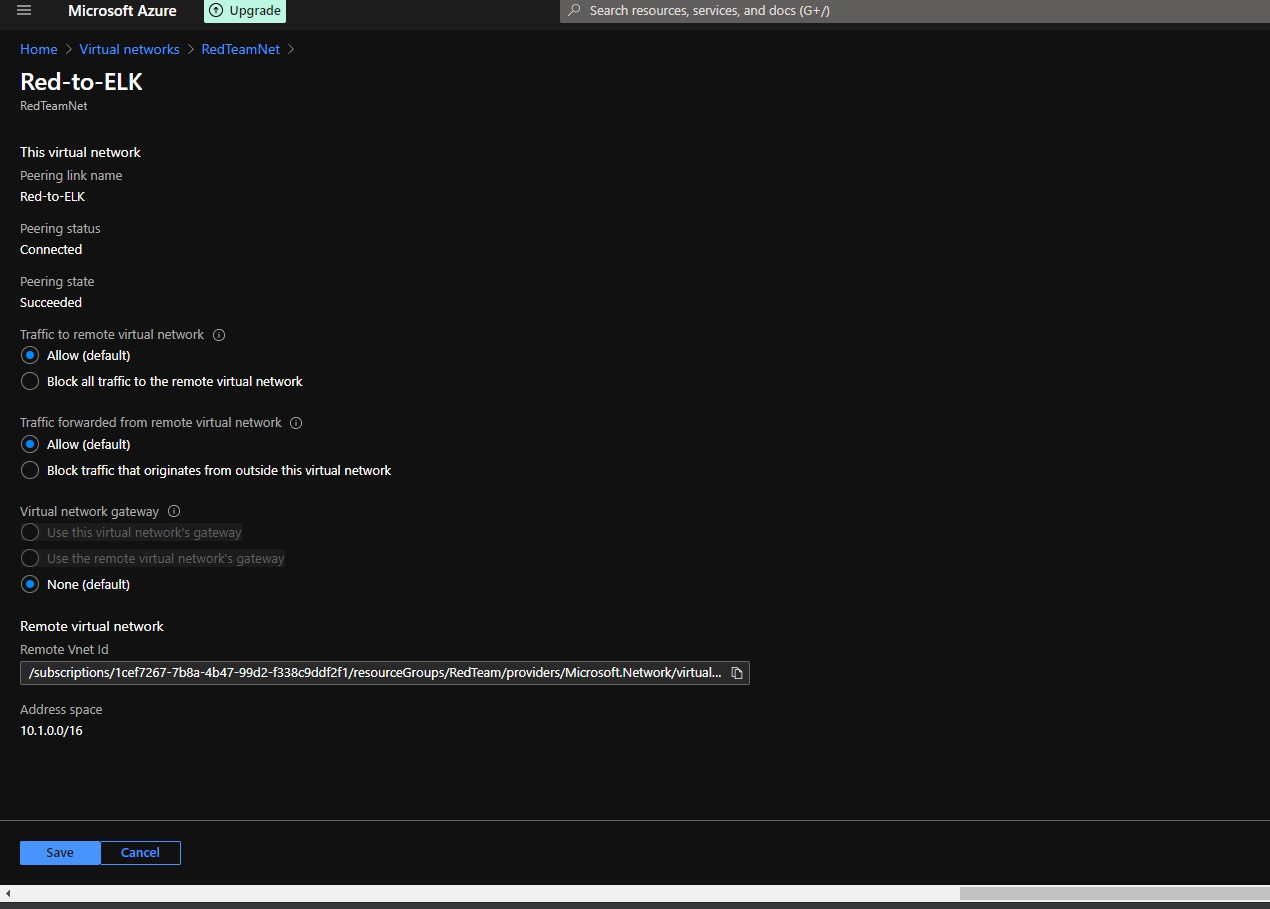 Microsoft Azure Upgrade Search resources, services, and docs (G+/)
Home > Virtual networks > RedTeamNet >
Red-to-ELK
RedTeamNet
This virtual network
Peering link name
Red-to-ELK
Peering status
Connected
Peering state
Succeeded
Traffic to remote virtual network
Allow (default)
Block all traffic to the remote virtual network
Traffic forwarded from remote virtual network
Allow (default)
Block traffic that originates from outside this virtual network
Virtual network gateway
Use this virtual network's gateway
Use the remote virtual network's gateway
None (default)
Remote virtual network
Remote Vnet Id
/subscriptions/1cef7267-7b8a-4b47-99d2-f338c9ddf2f1/resourceGroups/RedTeam/providers/Microsoft.Network/virtual...
Address space
10.1.0.0/16
Save Cancel